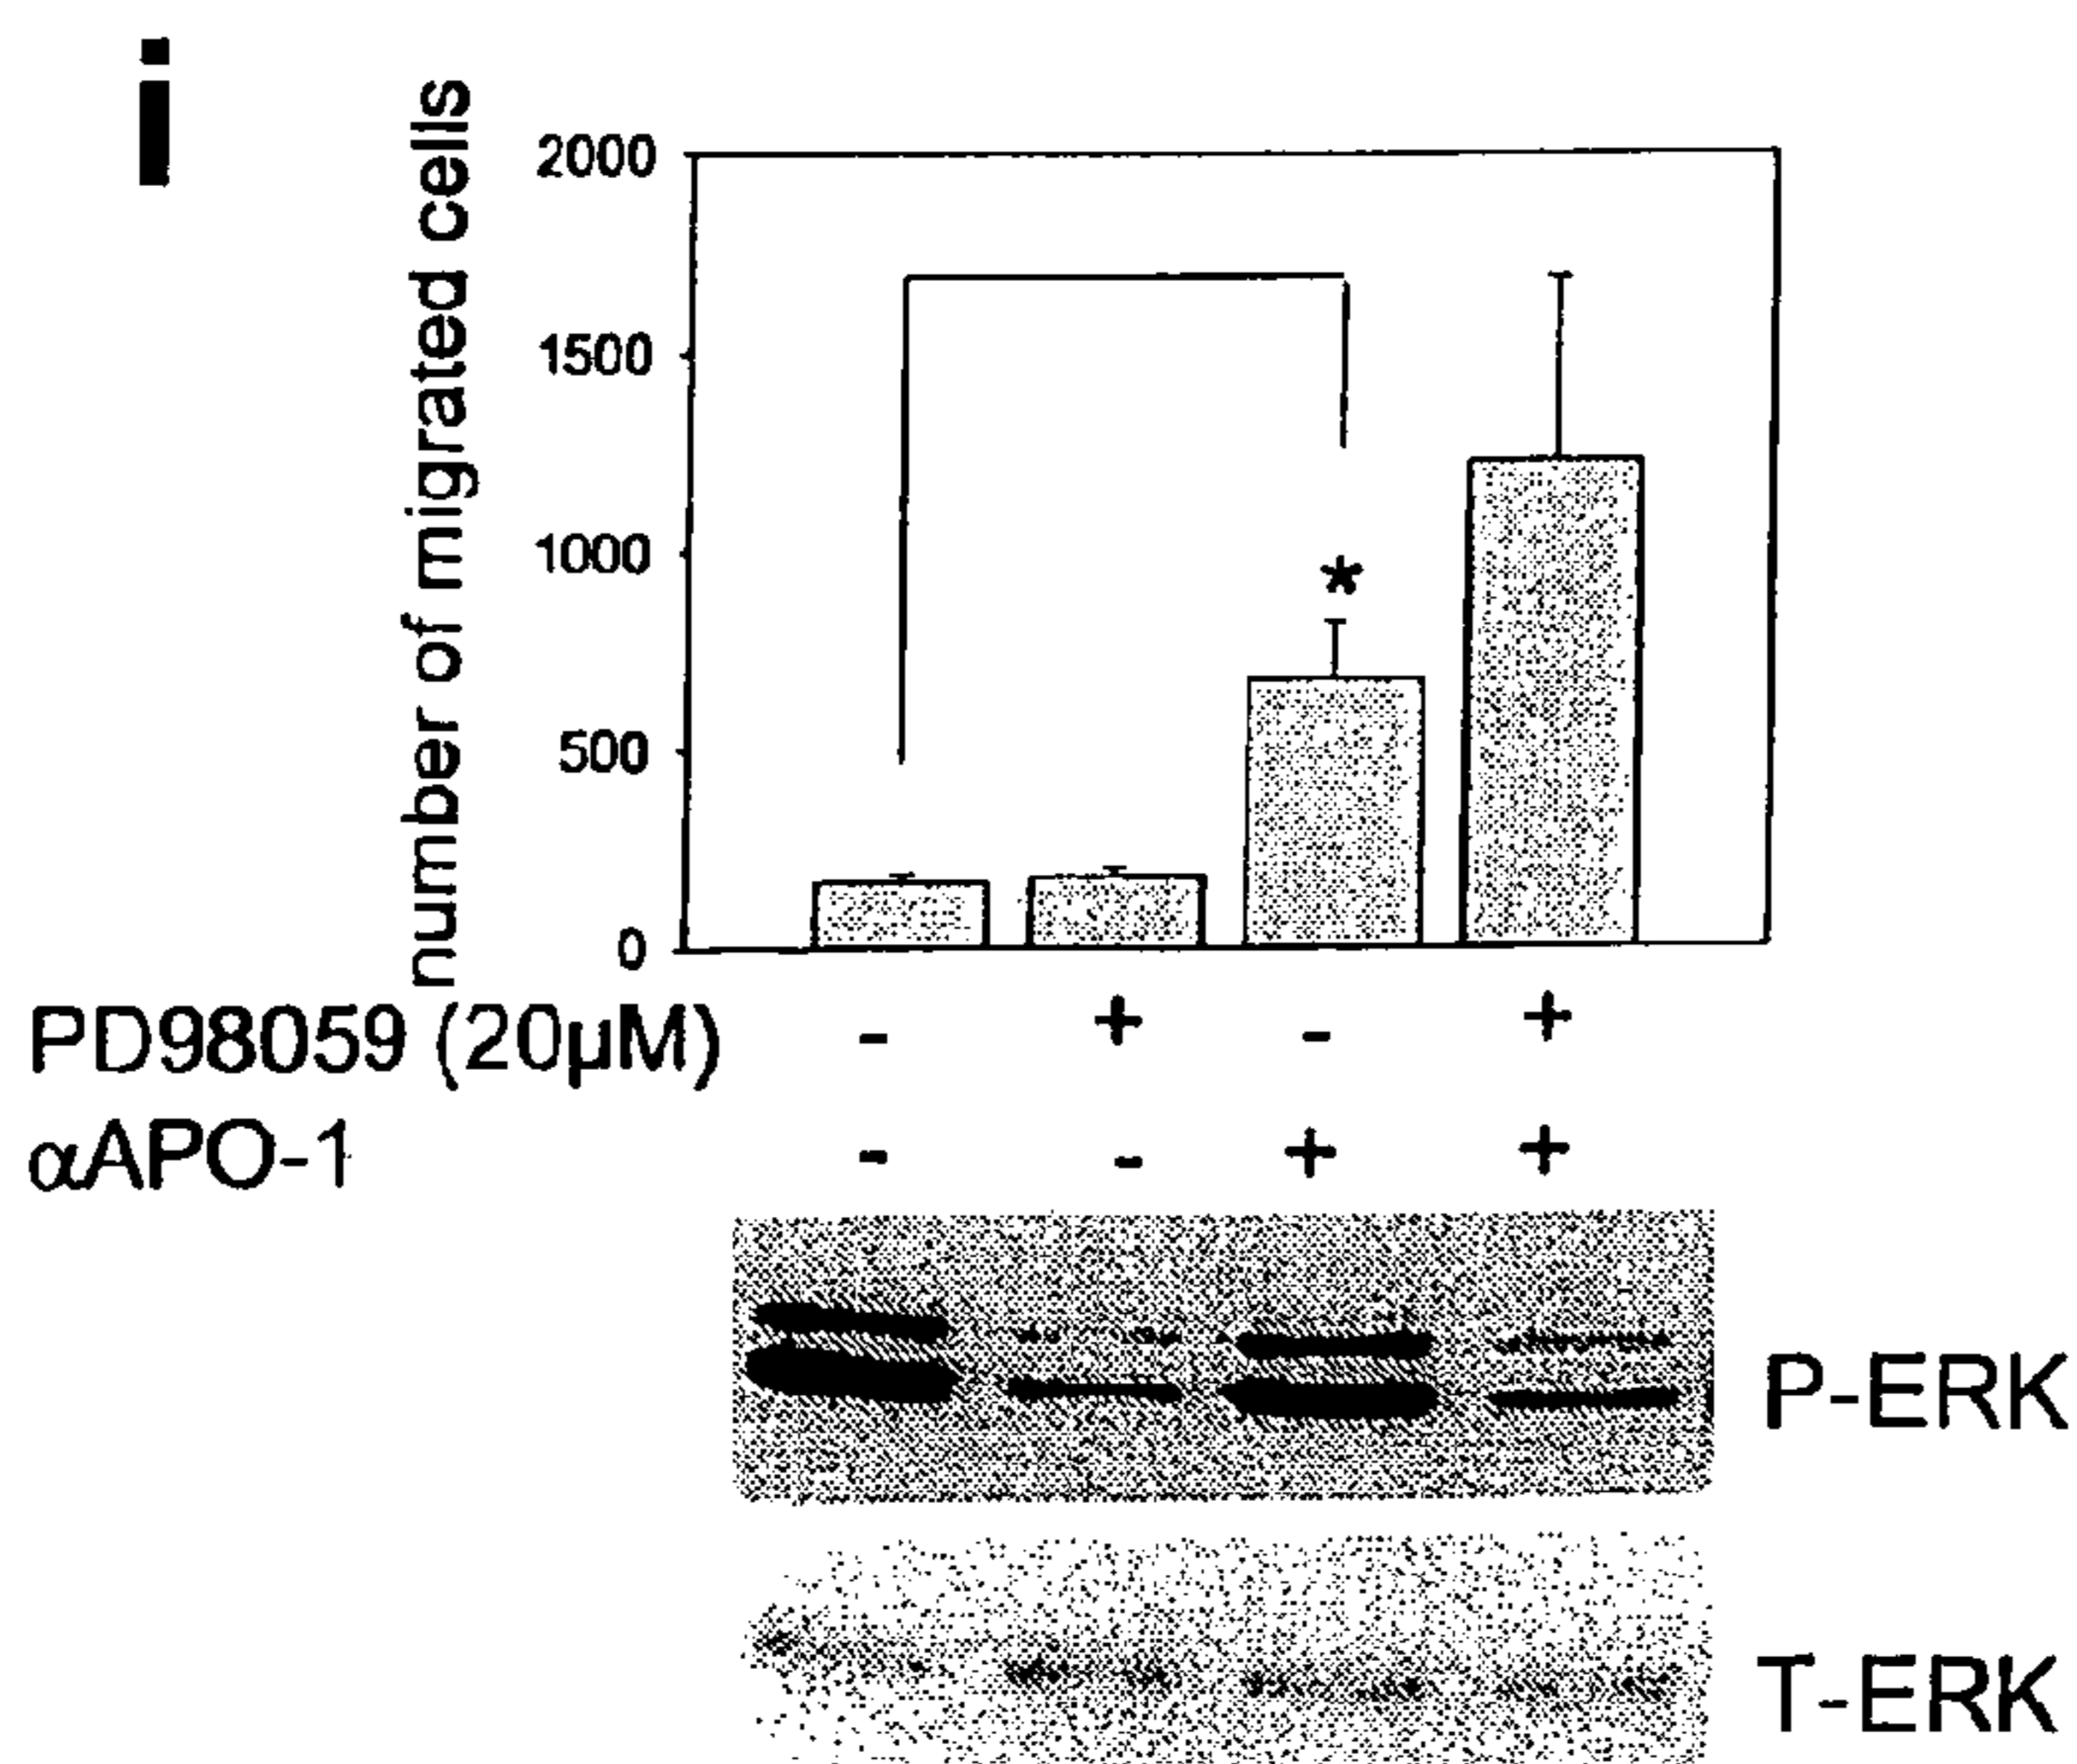 i
number of migrated cells
2000
1500
1000
500
0
*
PD98059 (20µM) - + - +
αAPO-1 - - + +
P-ERK
T-ERK